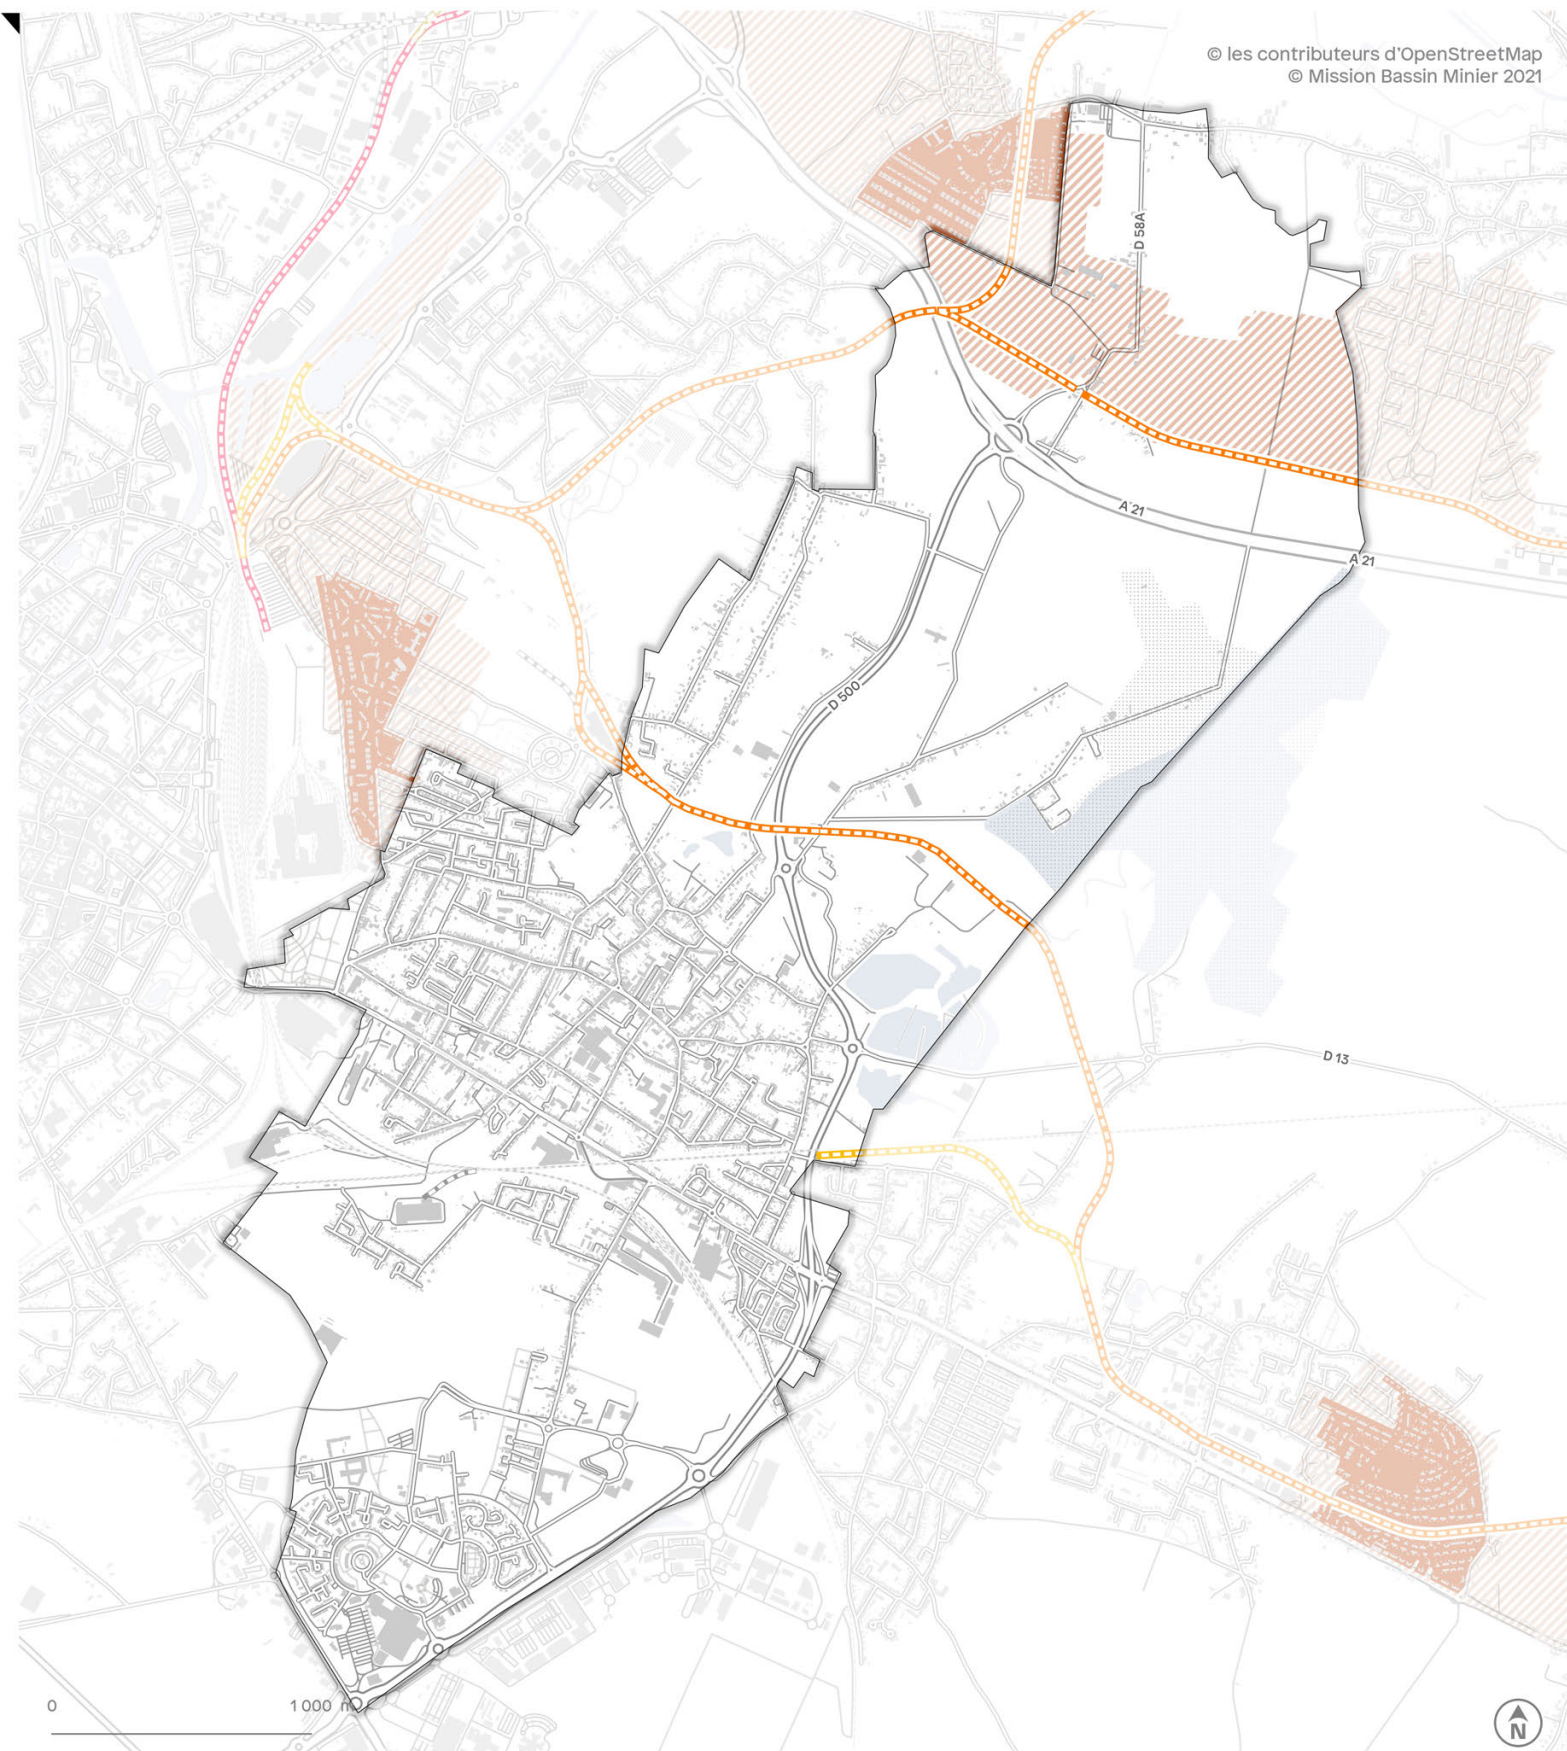 © les contributeurs d'OpenStreetMap
© Mission Bassin Minier 2021
D 58A
A 21
A 21
D 500
D 13
0
1 000 m
N